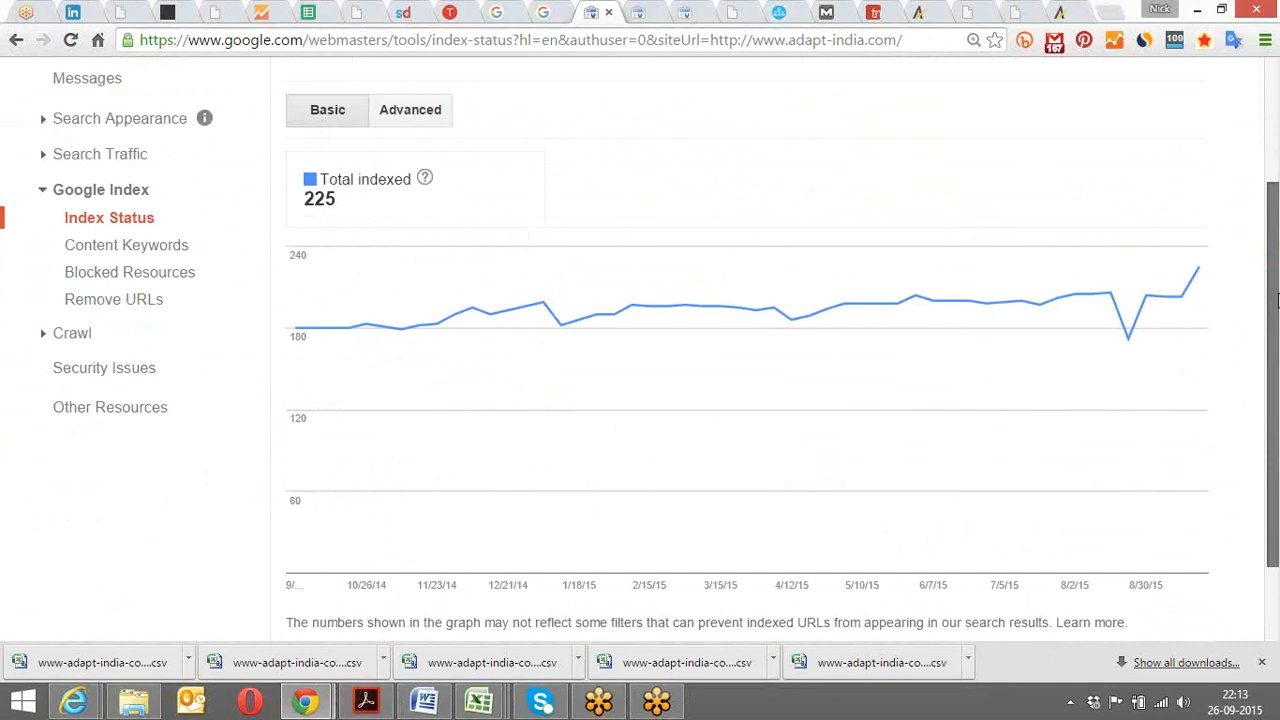 Nick
https://www.google.com/webmasters/tools/index-status?hl=en&authuser=0&siteUrl=http://www.adapt-india.com/
167
100
Messages
Search Appearance
Search Traffic
Google Index
Index Status
Content Keywords
Blocked Resources
Remove URLs
Crawl
Security Issues
Other Resources
Basic
Advanced
Total indexed
225
240
180
120
60
9/...
10/26/14
11/23/14
12/21/14
1/18/15
2/15/15
3/15/15
4/12/15
5/10/15
6/7/15
7/5/15
8/2/15
8/30/15
The numbers shown in the graph may not reflect some filters that can prevent indexed URLs from appearing in our search results. Learn more.
www-adapt-india-co....csv
www-adapt-india-co....csv
www-adapt-india-co....csv
www-adapt-india-co....csv
www-adapt-india-co....csv
Show all downloads...
22:13
26-09-2015